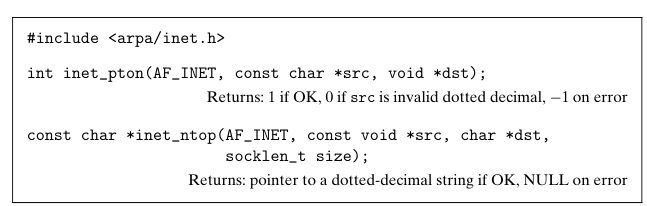 #include <arpa/inet.h>
int inet_pton(AF_INET, const char *src, void *dst);
Returns: 1 if OK, 0 if src is invalid dotted decimal, −1 on error
const char *inet_ntop(AF_INET, const void *src, char *dst,
socklen_t size);
Returns: pointer to a dotted-decimal string if OK, NULL on error